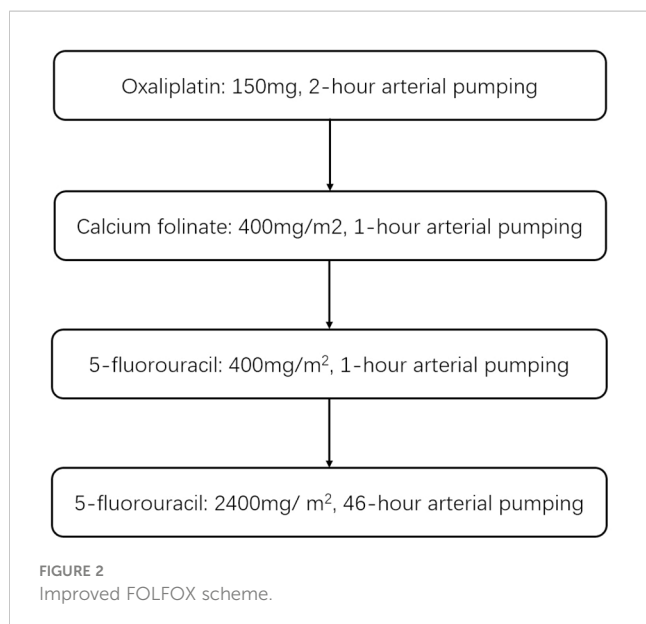 Oxaliplatin: 150mg, 2-hour arterial pumping
Calcium folinate: 400mg/m2, 1-hour arterial pumping
5-fluorouracil: 400mg/m², 1-hour arterial pumping
5-fluorouracil: 2400mg/ m², 46-hour arterial pumping
FIGURE 2
Improved FOLFOX scheme.